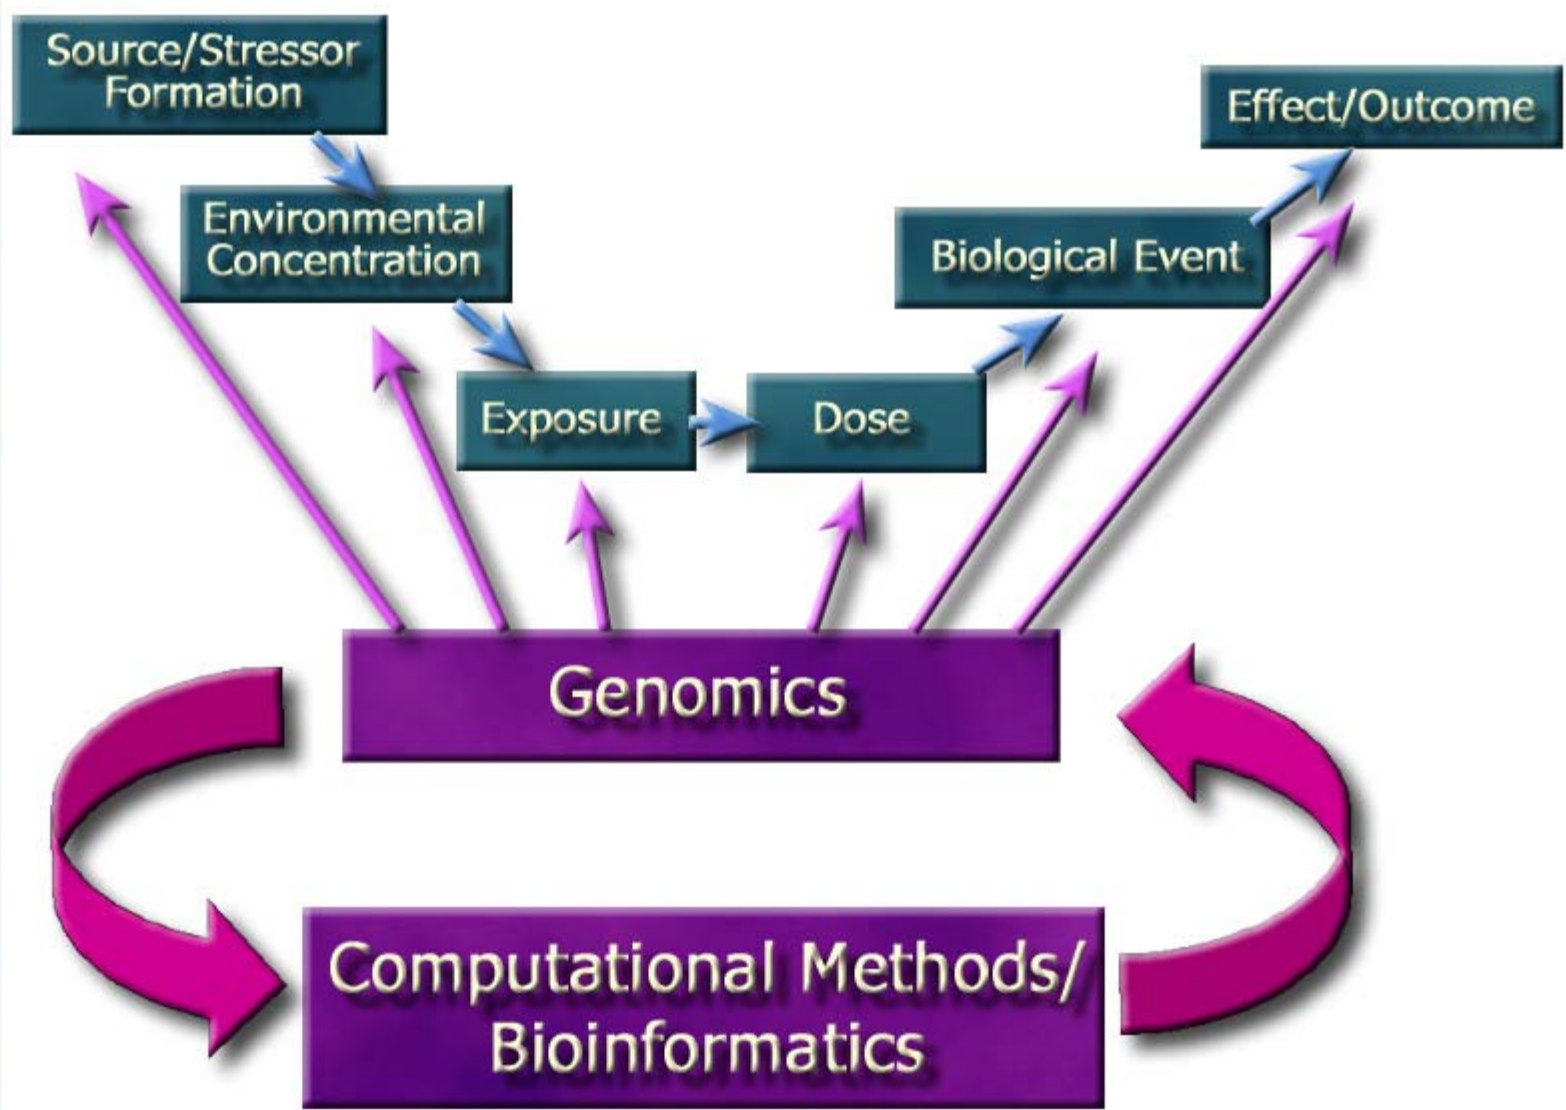 Source/Stressor
Formation
Effect/Outcome
Environmental
Concentration
Biological Event
Exposure
Dose
Genomics
Computational Methods/
Bioinformatics